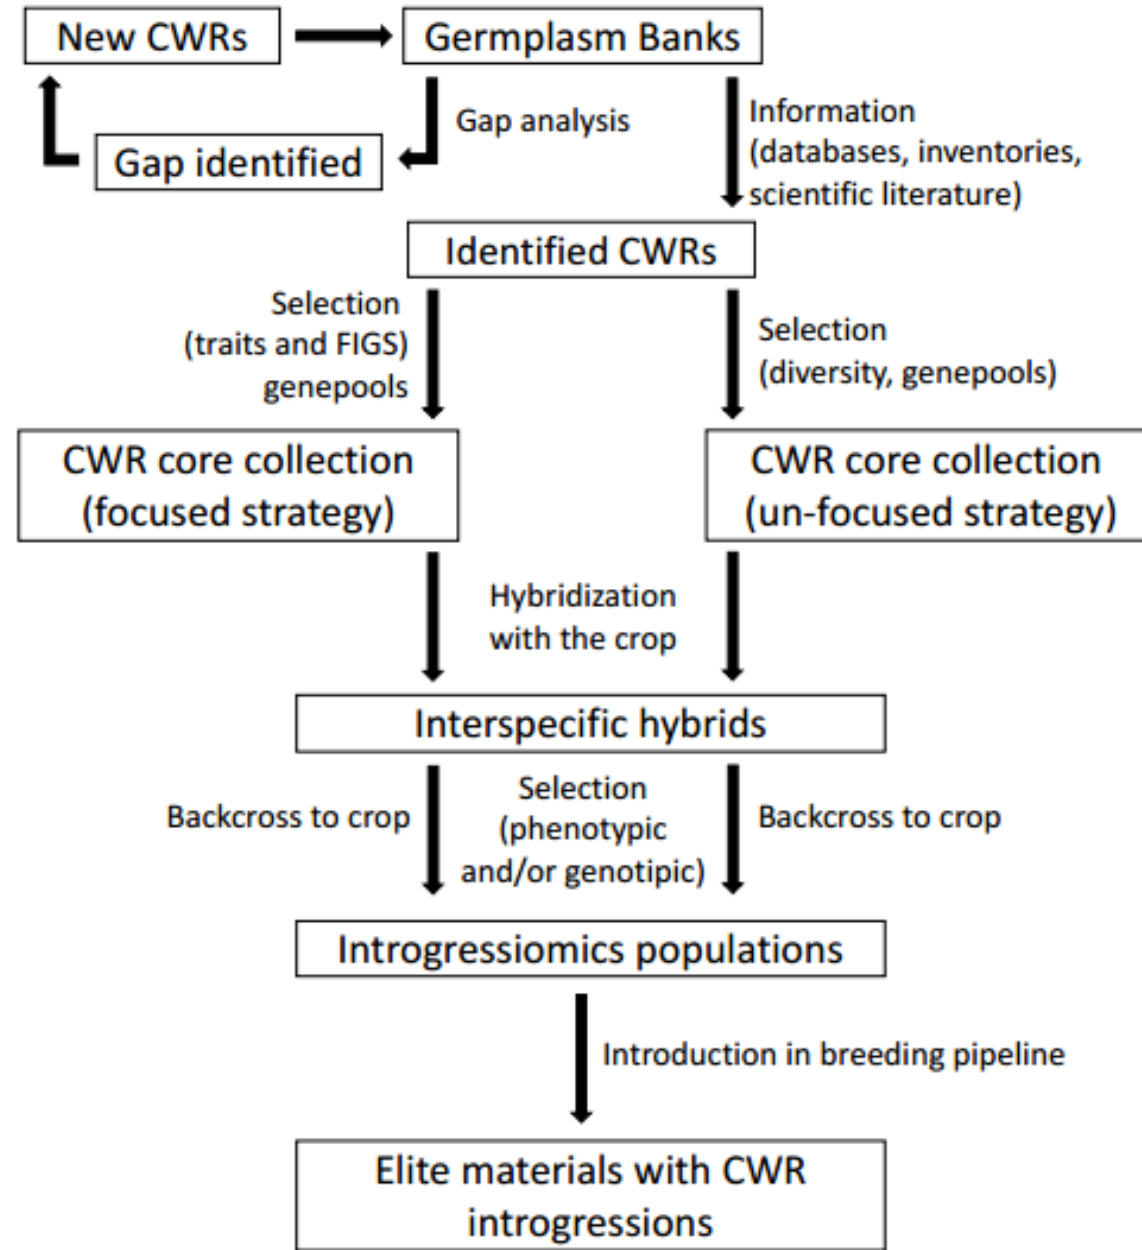 New CWRs
Germplasm Banks
Gap analysis
Gap identified
Information
(databases, inventories,
scientific literature)
Identified CWRs
Selection
(traits and FIGS)
genepools
Selection
(diversity, genepools)
CWR core collection
(focused strategy)
CWR core collection
(un-focused strategy)
Hybridization
with the crop
Interspecific hybrids
Backcross to crop
Selection
(phenotypic
and/or genotipic)
Backcross to crop
Introgressiomics populations
Introduction in breeding pipeline
Elite materials with CWR
introgressions